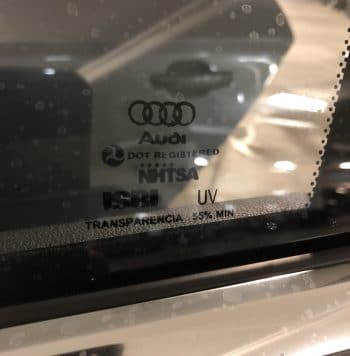 Audi
DOT REGISTERED
NHTSA
ISRI UV
TRANSPARENCIA 55% MIN